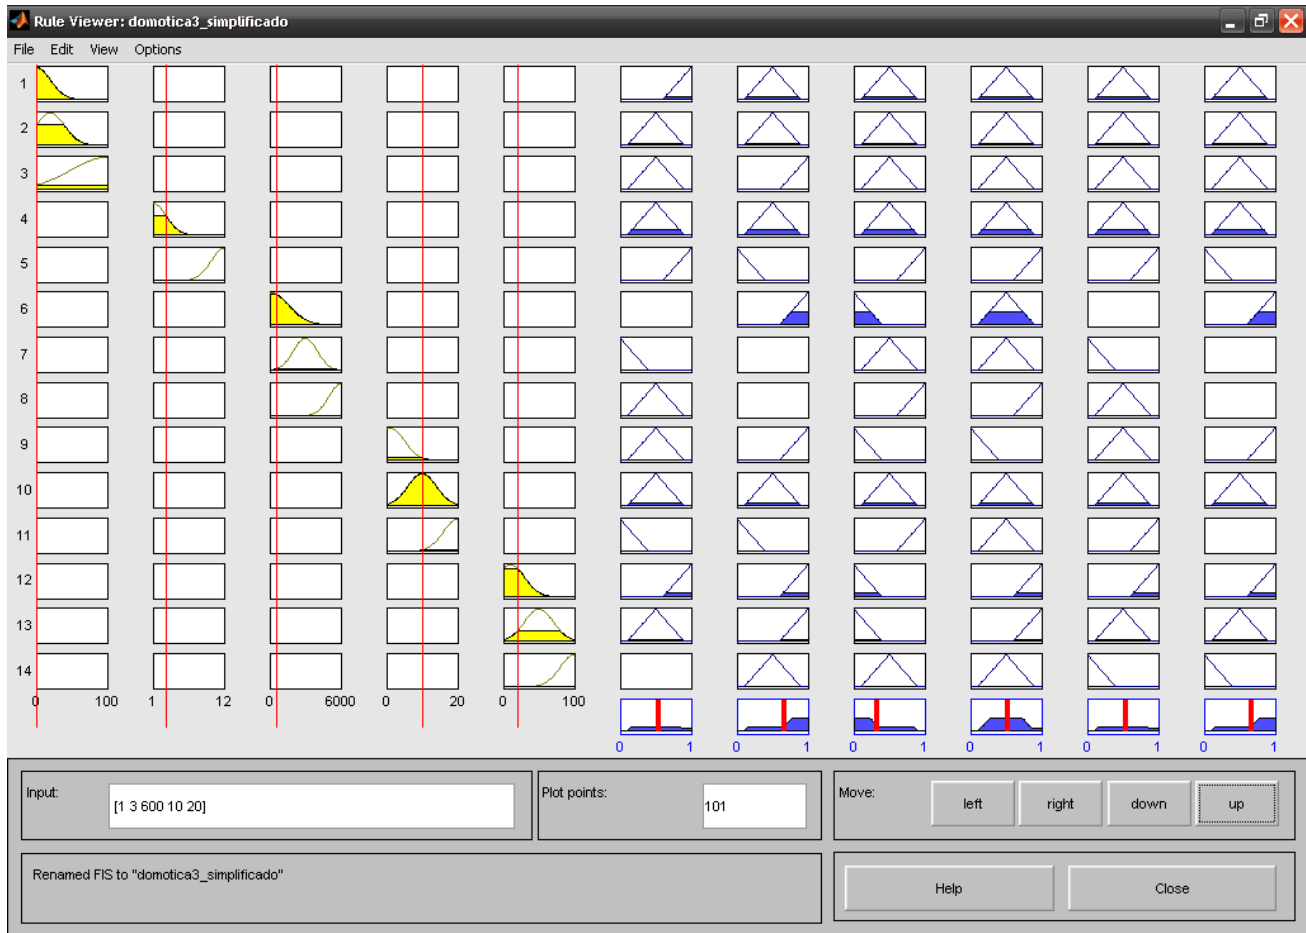 Rule Viewer: domotica3_simplificado
File Edit View Options
1
2
3
4
5
6
7
8
9
10
11
12
13
14
0 100 1 12 0 6000 0 20 0 100
0 1 0 1 0 1 0 1 0 1 0 1
Input: [1 3 600 10 20] Plot points: 101 Move: left right down up
Renamed FIS to "domotica3_simplificado" Help Close